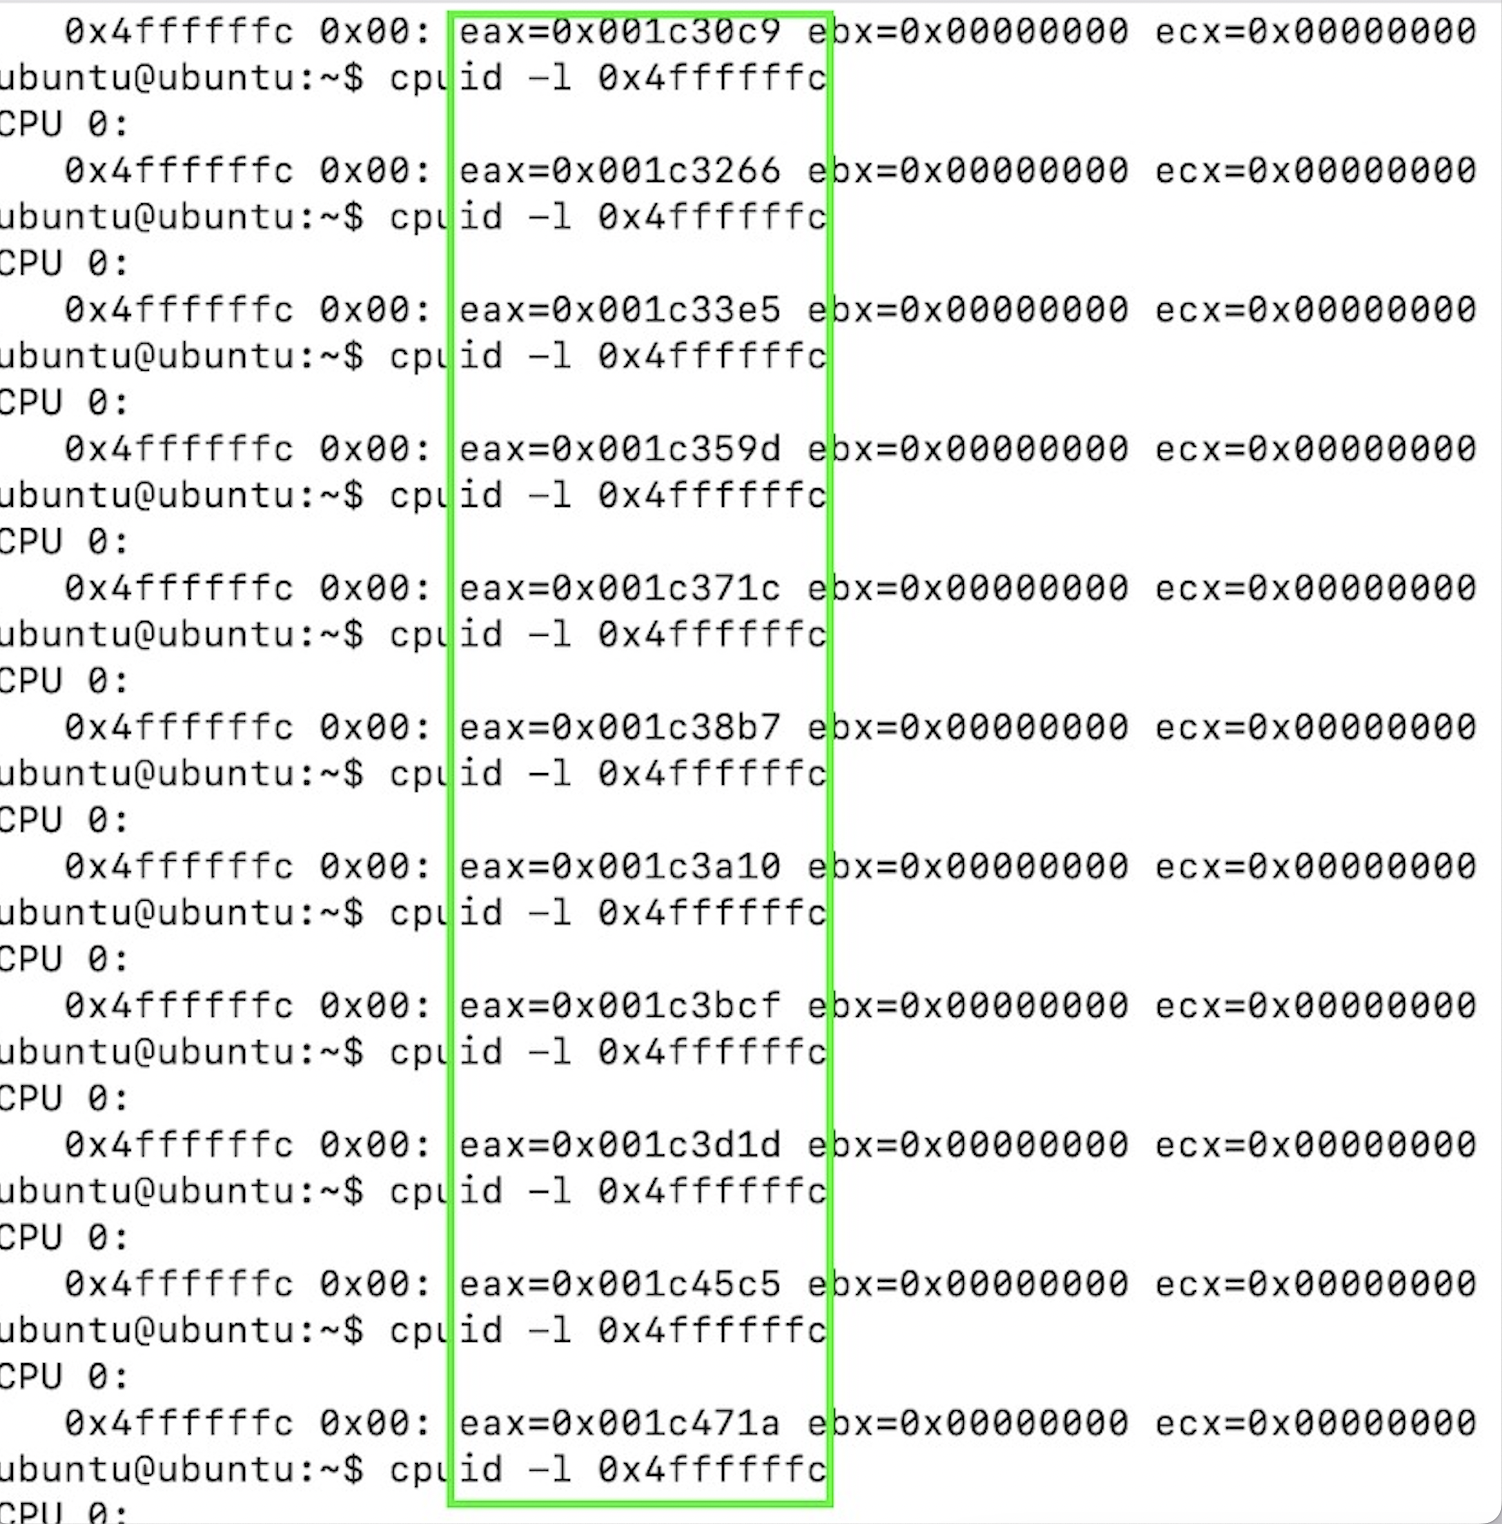 0x4ffffffc 0x00: eax=0x001c30c9 ebx=0x00000000 ecx=0x00000000
ubuntu@ubuntu:~$ cpuid -l 0x4ffffffc
CPU 0:
0x4ffffffc 0x00: eax=0x001c3266 ebx=0x00000000 ecx=0x00000000
ubuntu@ubuntu:~$ cpuid -l 0x4ffffffc
CPU 0:
0x4ffffffc 0x00: eax=0x001c33e5 ebx=0x00000000 ecx=0x00000000
ubuntu@ubuntu:~$ cpuid -l 0x4ffffffc
CPU 0:
0x4ffffffc 0x00: eax=0x001c359d ebx=0x00000000 ecx=0x00000000
ubuntu@ubuntu:~$ cpuid -l 0x4ffffffc
CPU 0:
0x4ffffffc 0x00: eax=0x001c371c ebx=0x00000000 ecx=0x00000000
ubuntu@ubuntu:~$ cpuid -l 0x4ffffffc
CPU 0:
0x4ffffffc 0x00: eax=0x001c38b7 ebx=0x00000000 ecx=0x00000000
ubuntu@ubuntu:~$ cpuid -l 0x4ffffffc
CPU 0:
0x4ffffffc 0x00: eax=0x001c3a10 ebx=0x00000000 ecx=0x00000000
ubuntu@ubuntu:~$ cpuid -l 0x4ffffffc
CPU 0:
0x4ffffffc 0x00: eax=0x001c3bcf ebx=0x00000000 ecx=0x00000000
ubuntu@ubuntu:~$ cpuid -l 0x4ffffffc
CPU 0:
0x4ffffffc 0x00: eax=0x001c3d1d ebx=0x00000000 ecx=0x00000000
ubuntu@ubuntu:~$ cpuid -l 0x4ffffffc
CPU 0:
0x4ffffffc 0x00: eax=0x001c45c5 ebx=0x00000000 ecx=0x00000000
ubuntu@ubuntu:~$ cpuid -l 0x4ffffffc
CPU 0:
0x4ffffffc 0x00: eax=0x001c471a ebx=0x00000000 ecx=0x00000000
ubuntu@ubuntu:~$ cpuid -l 0x4ffffffc
CPU 0: